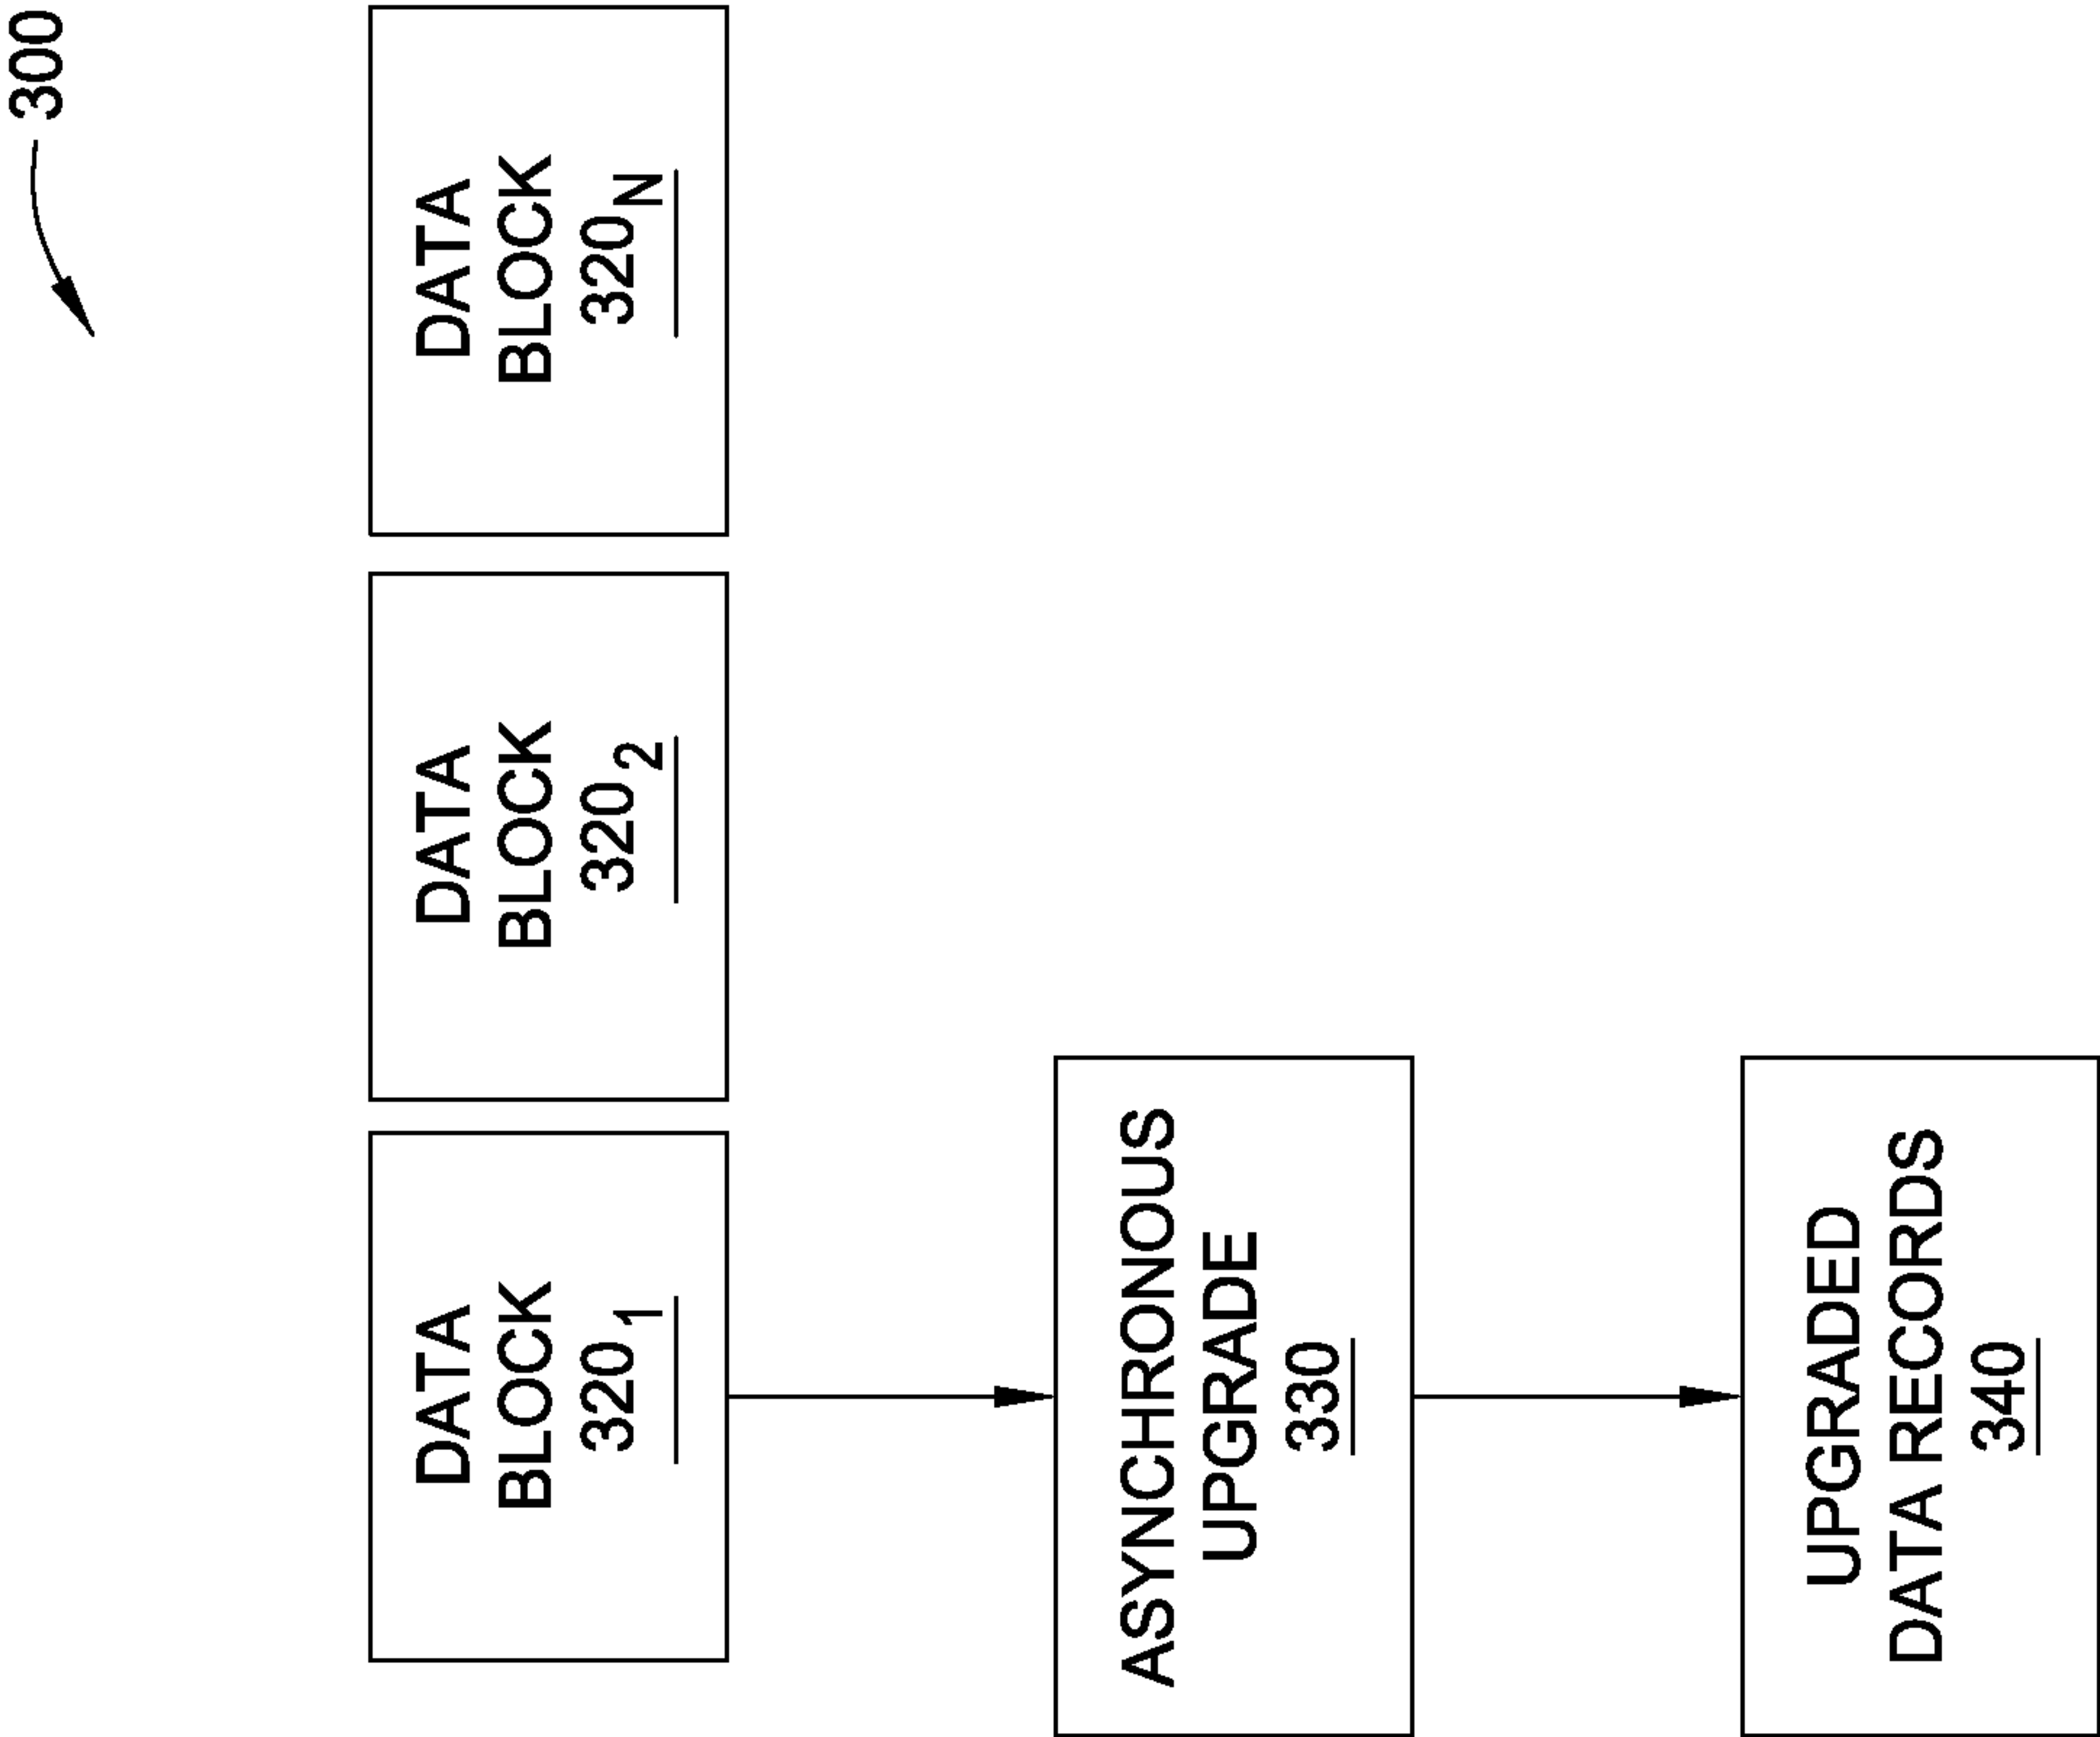 300
DATA
BLOCK
320₁
DATA
BLOCK
320₂
DATA
BLOCK
320N
ASYNCHRONOUS
UPGRADE
330
UPGRADED
DATA RECORDS
340